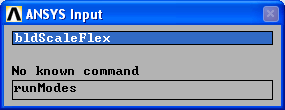 ANSYS Input
bldScaleFlex
No known command
runModes